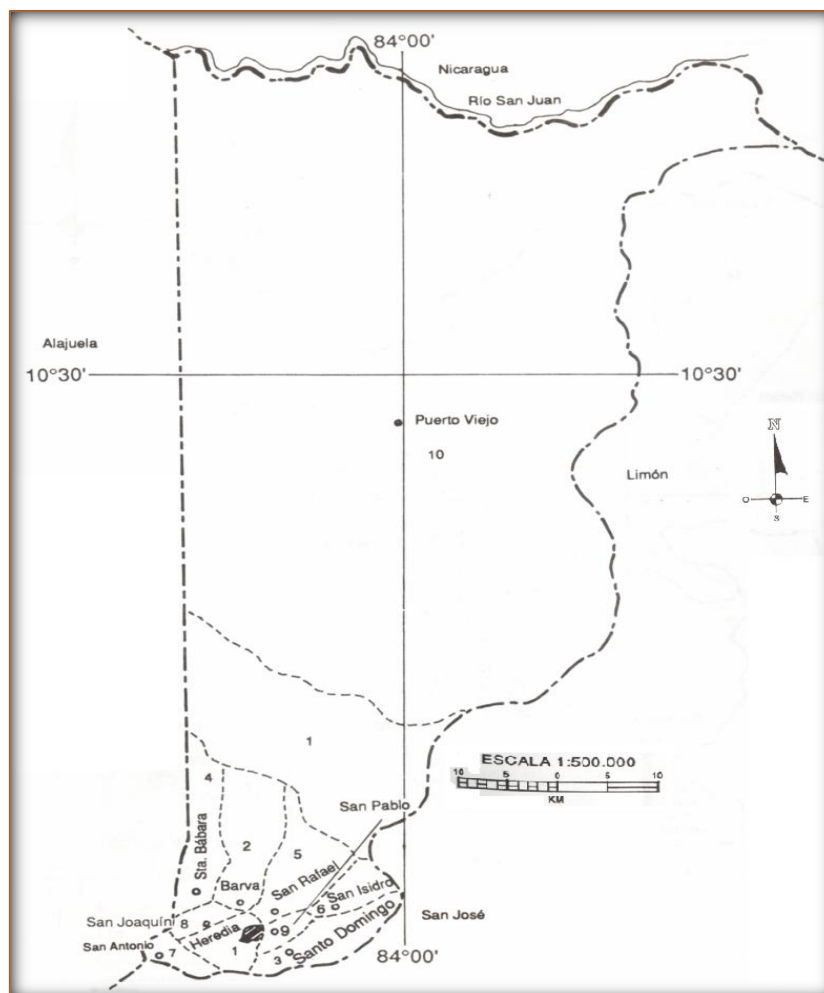 84°00'
Nicaragua
Río San Juan
Alajuela
10°30'
10°30'
Puerto Viejo
10
N
Limón
O
E
S
1
ESCALA 1:500.000
10 5 0 5 10
KM
4
San Pablo
Sta. Bábara
2
5
Barva
San Rafael
San Isidro
6
San José
San Joaquín
8
Heredia
9
Santo Domingo
San Antonio
7
1
3
84°00'